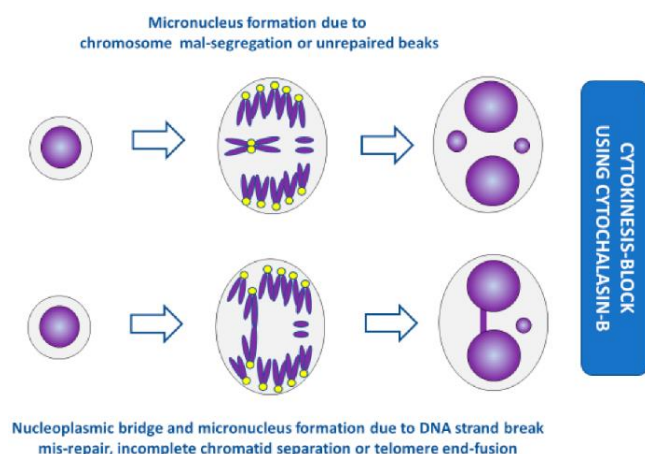 Micronucleus formation due to
chromosome mal-segregation or unrepaired beaks
CYTOKINESIS-BLOCK
USING CYTOCHALASIN-B
Nucleoplasmic bridge and micronucleus formation due to DNA strand break
mis-repair, incomplete chromatid separation or telomere end-fusion